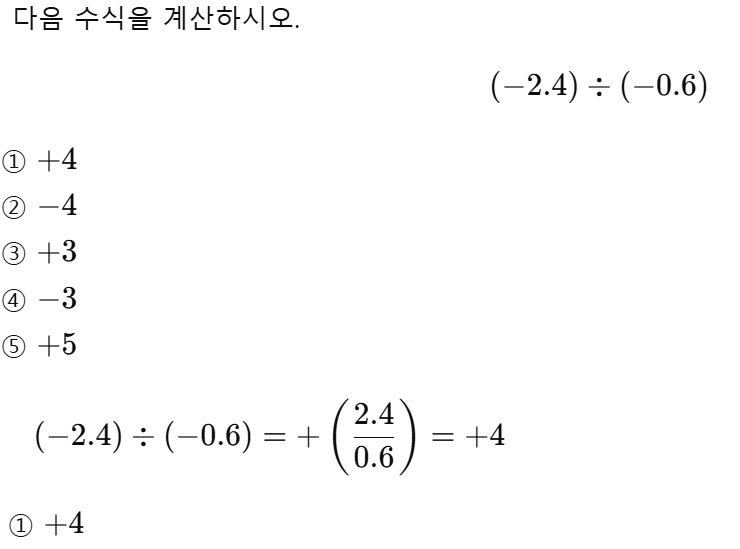 다음 수식을 계산하시오.
(−2.4) ÷ (−0.6)
① +4
② −4
③ +3
④ −3
⑤ +5
(−2.4) ÷ (−0.6) = + (2.4/0.6) = +4
① +4